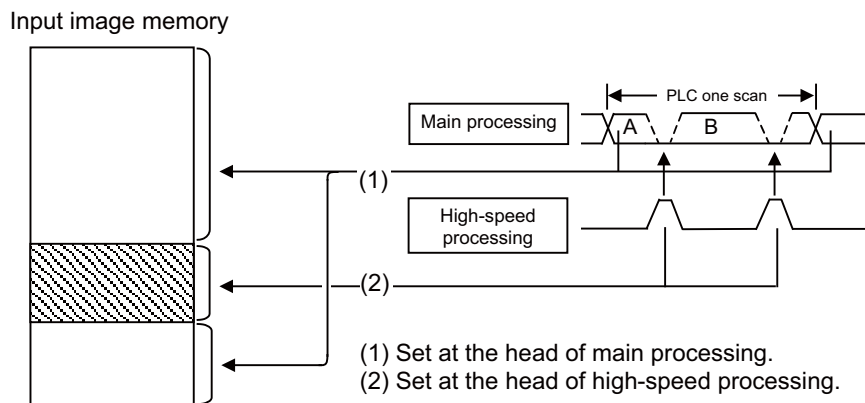 Input image memory
PLC one scan
Main processing
A
B
(1)
High-speed
processing
(2)
(1) Set at the head of main processing.
(2) Set at the head of high-speed processing.